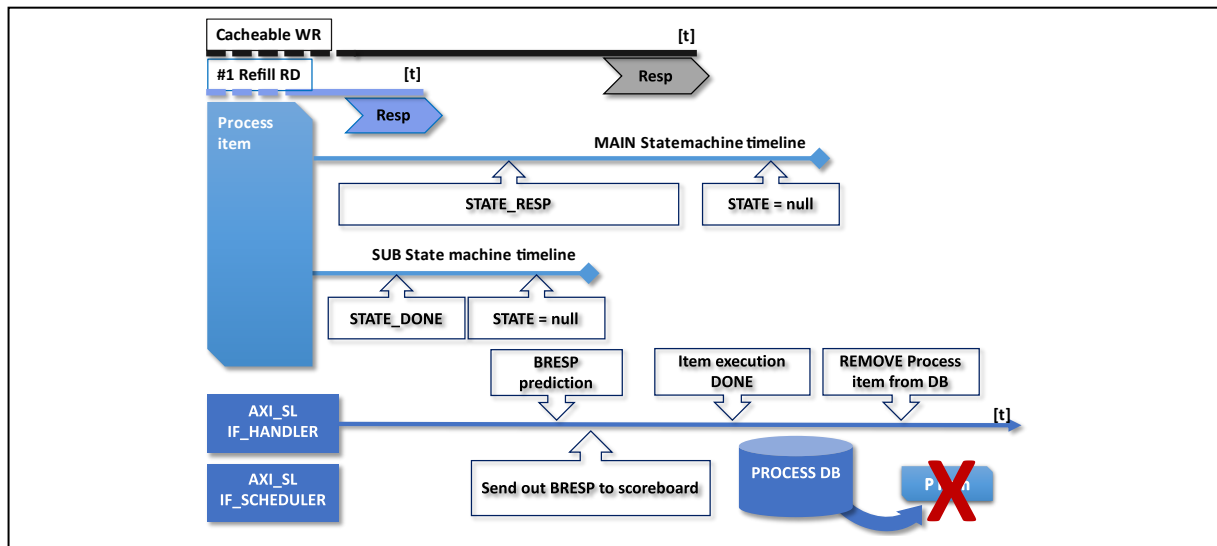 Cacheable WR
[t]
#1 Refill RD
[t]
Resp
Resp
Process
item
MAIN Statemachine timeline
STATE_RESP
STATE = null
SUB State machine timeline
STATE_DONE
STATE = null
BRESP
prediction
Item execution
DONE
REMOVE Process
item from DB
AXI_SL
IF_HANDLER
[t]
AXI_SL
IF_SCHEDULER
Send out BRESP to scoreboard
PROCESS DB